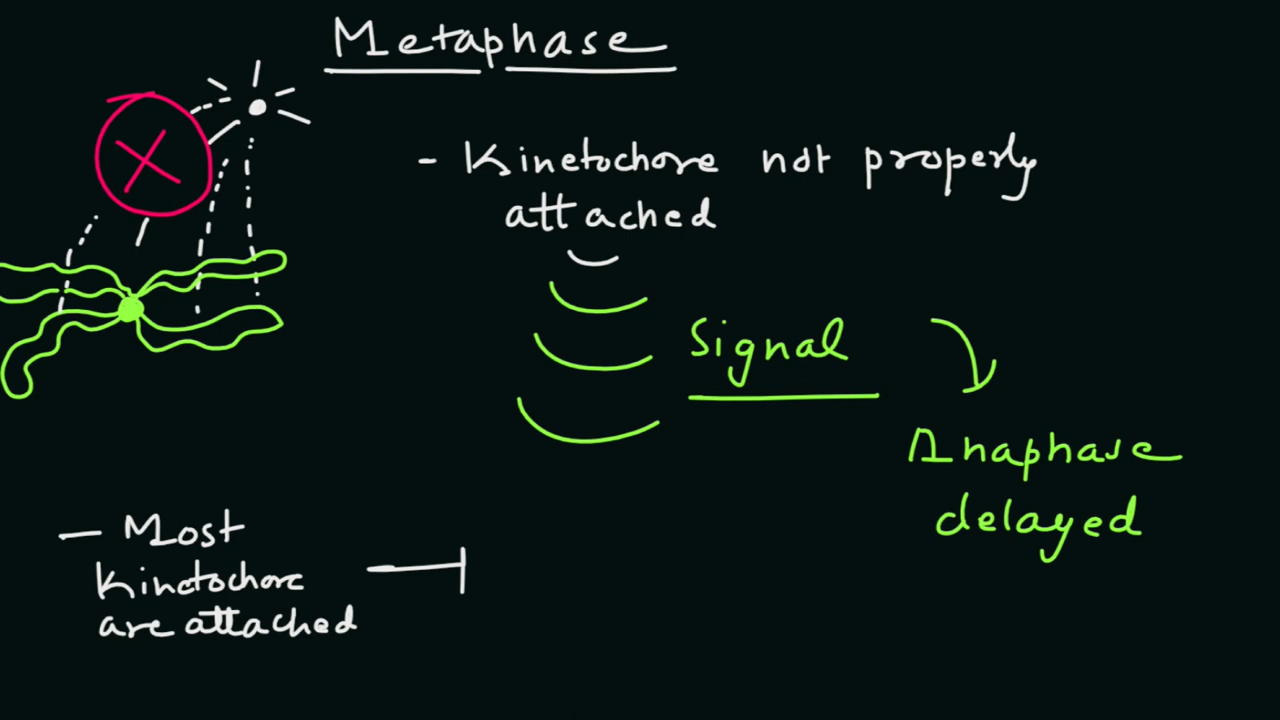 Metaphase
- Kinetochore not properly
attached
Signal
Anaphase
delayed
- Most
Kinetochore
are attached